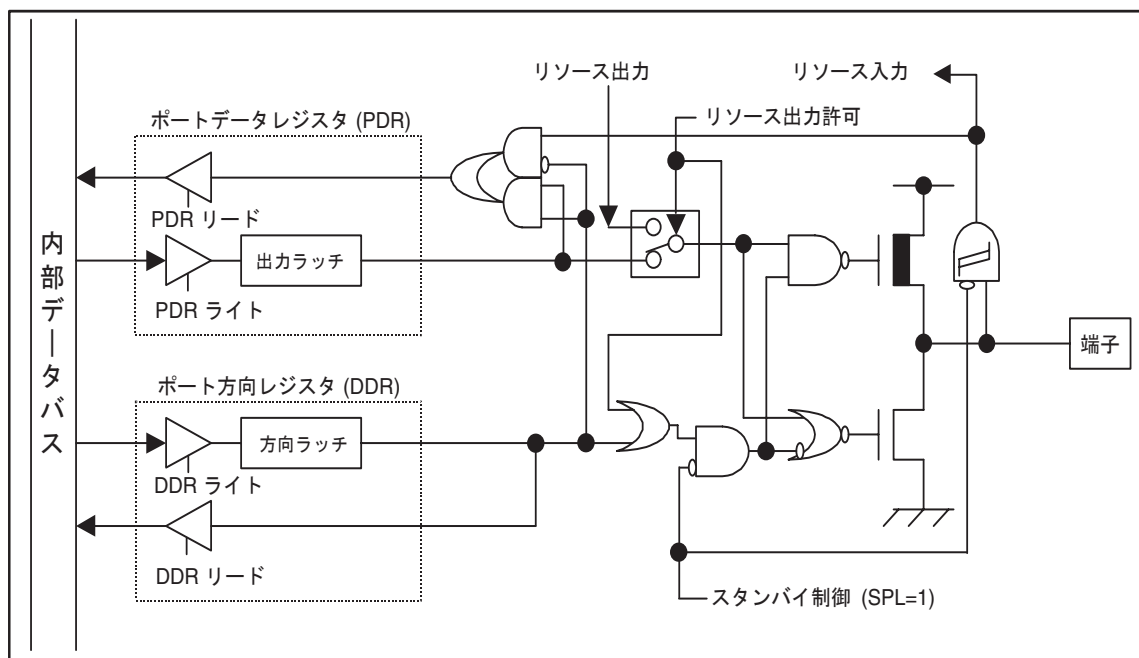 リソース出力
リソース入力
ポートデータレジスタ (PDR)
リソース出力許可
PDR リード
内部データバス
出力ラッチ
PDR ライト
端子
ポート方向レジスタ (DDR)
方向ラッチ
DDR ライト
DDR リード
スタンバイ制御 (SPL=1)